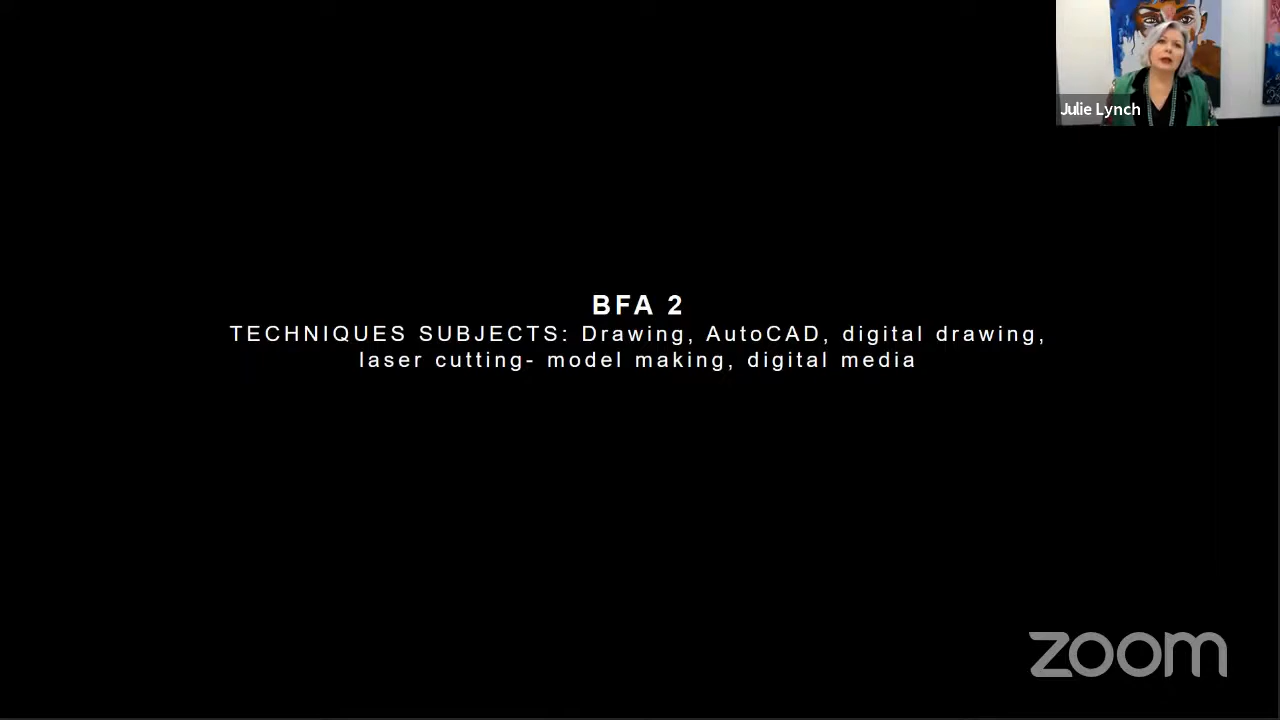 Julie Lynch
BFA 2
TECHNIQUES SUBJECTS: Drawing, AutoCAD, digital drawing,
laser cutting- model making, digital media
zoom